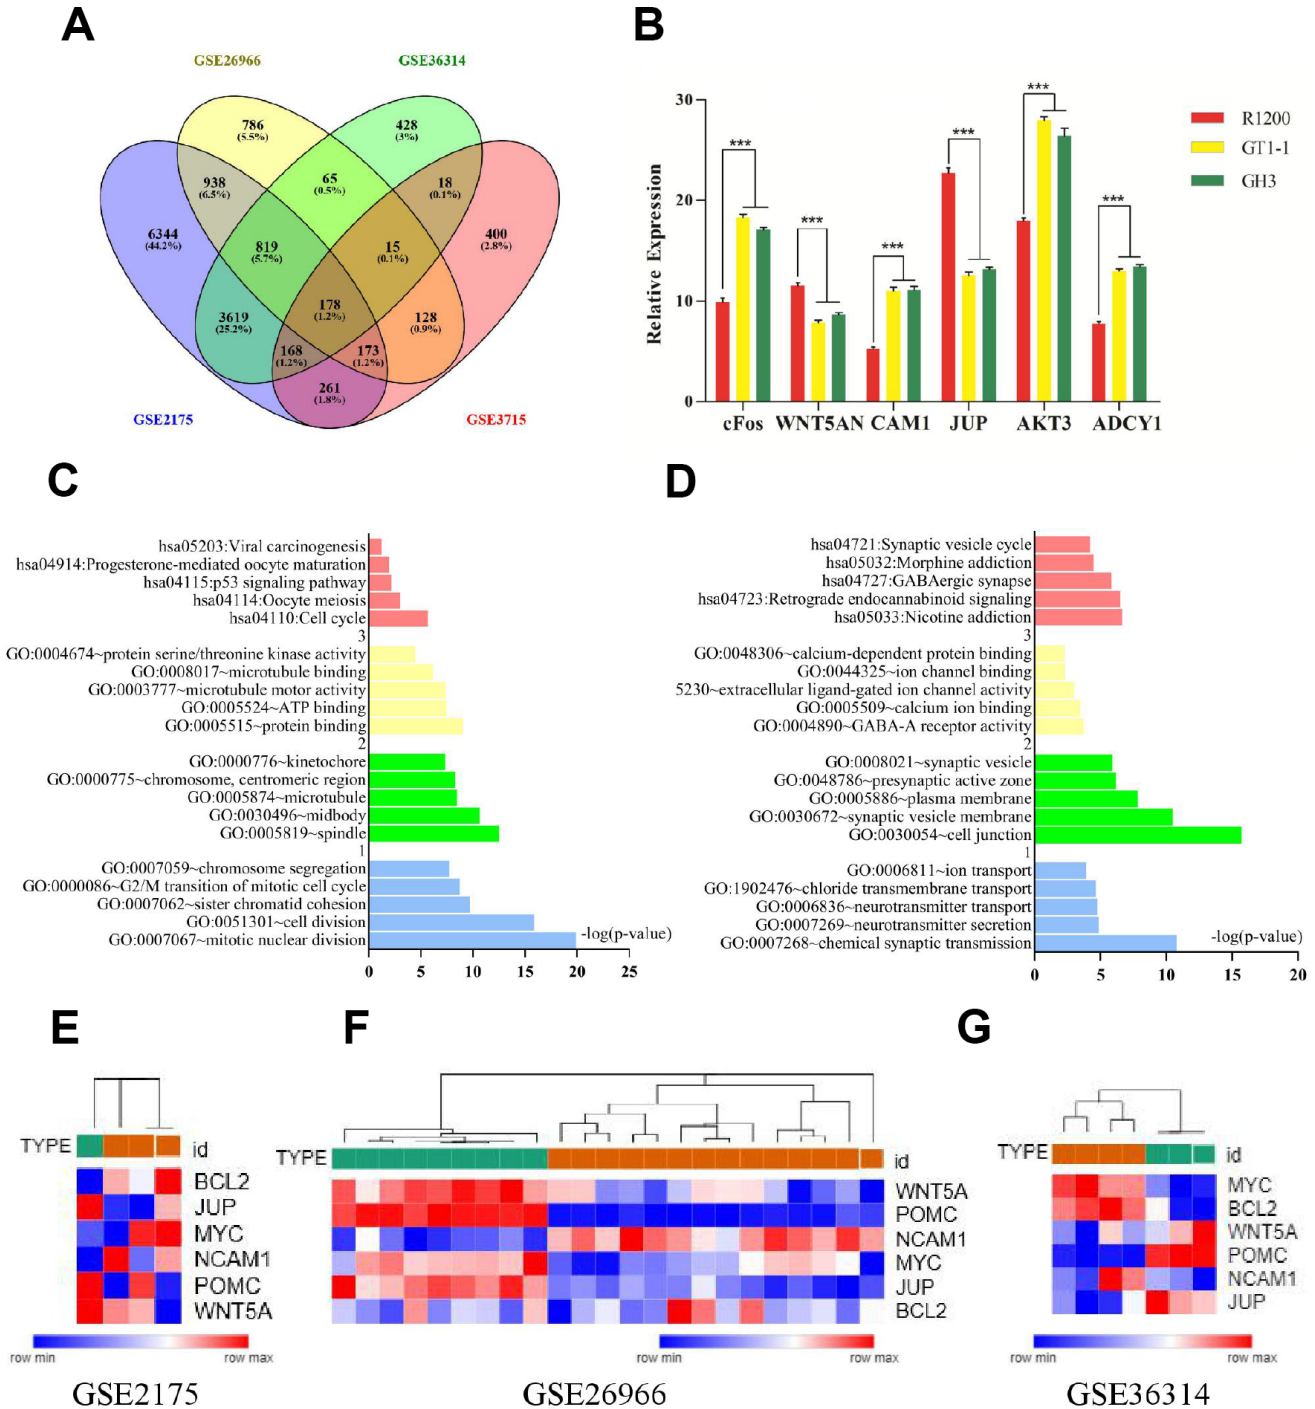 A
GSE26966
GSE36314
786
(5.5%)
428
(3%)
938
(6.5%)
65
(0.5%)
18
(0.1%)
6344
(44.2%)
819
(5.7%)
15
(0.1%)
400
(2.8%)
178
(1.2%)
3619
(25.2%)
128
(0.9%)
168
(1.2%)
173
(1.2%)
261
(1.8%)
GSE2175
GSE3715
B
Relative Expression
30
20
10
0
***
***
***
***
***
***
cFos WNT5AN CAM1 JUP AKT3 ADCY1
R1200
GT1-1
GH3
C
hsa05203:Viral carcinogenesis
hsa04914:Progesterone-mediated oocyte maturation
hsa04115:p53 signaling pathway
hsa04114:Oocyte meiosis
hsa04110:Cell cycle
3
GO:0004674~protein serine/threonine kinase activity
GO:0008017~microtubule binding
GO:0003777~microtubule motor activity
GO:0005524~ATP binding
GO:0005515~protein binding
2
GO:0000776~kinetochore
GO:0000775~chromosome, centromeric region
GO:0005874~microtubule
GO:0030496~midbody
GO:0005819~spindle
1
GO:0007059~chromosome segregation
GO:0000086~G2/M transition of mitotic cell cycle
GO:0007062~sister chromatid cohesion
GO:0051301~cell division
GO:0007067~mitotic nuclear division
-log(p-value)
0 5 10 15 20 25
D
hsa04721:Synaptic vesicle cycle
hsa05032:Morphine addiction
hsa04727:GABAergic synapse
hsa04723:Retrograde endocannabinoid signaling
hsa05033:Nicotine addiction
3
GO:0048306~calcium-dependent protein binding
GO:0044325~ion channel binding
5230~extracellular ligand-gated ion channel activity
GO:0005509~calcium ion binding
GO:0004890~GABA-A receptor activity
2
GO:0008021~synaptic vesicle
GO:0048786~presynaptic active zone
GO:0005886~plasma membrane
GO:0030672~synaptic vesicle membrane
GO:0030054~cell junction
1
GO:0006811~ion transport
GO:1902476~chloride transmembrane transport
GO:0006836~neurotransmitter transport
GO:0007269~neurotransmitter secretion
GO:0007268~chemical synaptic transmission
-log(p-value)
0 5 10 15 20
E
TYPE
id
BCL2
JUP
MYC
NCAM1
POMC
WNT5A
row min
row max
GSE2175
F
TYPE
id
WNT5A
POMC
NCAM1
MYC
JUP
BCL2
row min
row max
GSE26966
G
TYPE
id
MYC
BCL2
WNT5A
POMC
NCAM1
JUP
row min
row max
GSE36314